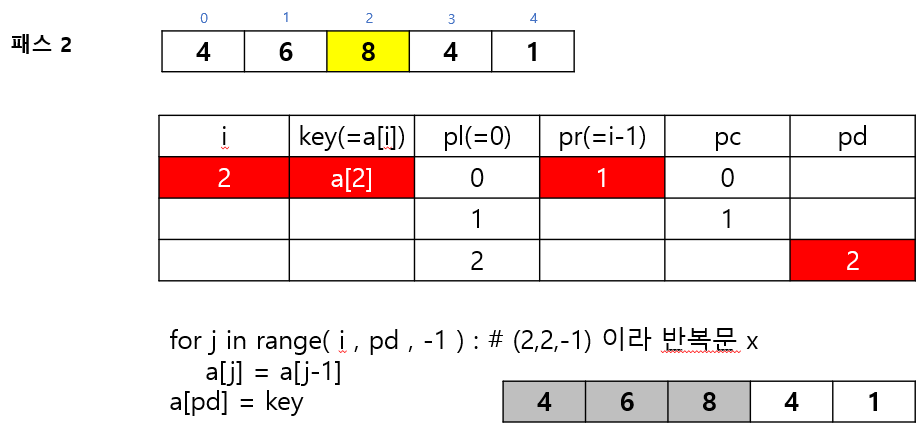 패스 2
0 1 2 3 4
4 6 8 4 1
i key(=a[i]) pl(=0) pr(=i-1) pc pd
2 a[2] 0 1 0
1 1
2 2
for j in range( i , pd , -1 ) : # (2,2,-1) 이라 반복문 x
a[j] = a[j-1]
a[pd] = key
4 6 8 4 1